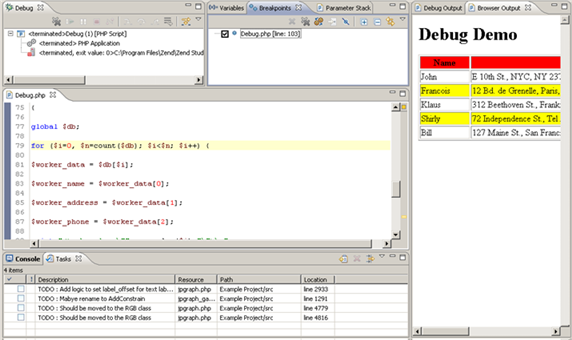 Debug
<terminated>Debug (1) [PHP Script]
<terminated> PHP Application
<terminated, exit value: 0>C:\Program Files\Zend\Zend Stud
Variables Breakpoints Parameter Stack
Debug.php [line: 103]
Debug Output Browser Output
Debug Demo
Name
John E 10th St., NYC, NY 237
Francois 12 Bd. de Grenelle, Paris,
Klaus 312 Beethoven St., Frank
Shirly 72 Independence St., Tel
Bill 127 Maine St., San Franc
Debug.php
75 {
76
77 global $db;
78
79 for ($i=0, $n=count($db); $i<$n; $i++) {
80
81 $worker_data = $db[$i];
82
83 $worker_name = $worker_data[0];
84
85 $worker_address = $worker_data[1];
86
87 $worker_phone = $worker_data[2];
88
Console Tasks
4 items
! Description Resource Path Location
TODO : Add logic to set label_offset for text lab... jpgraph.php Example Project/src line 2933
TODO : Mabye rename to AddConstrain jpgraph_ga... Example Project/src line 1291
TODO : Should be moved to the RGB class jpgraph.php Example Project/src line 4779
TODO : Should be moved to the RGB class jpgraph.php Example Project/src line 4816